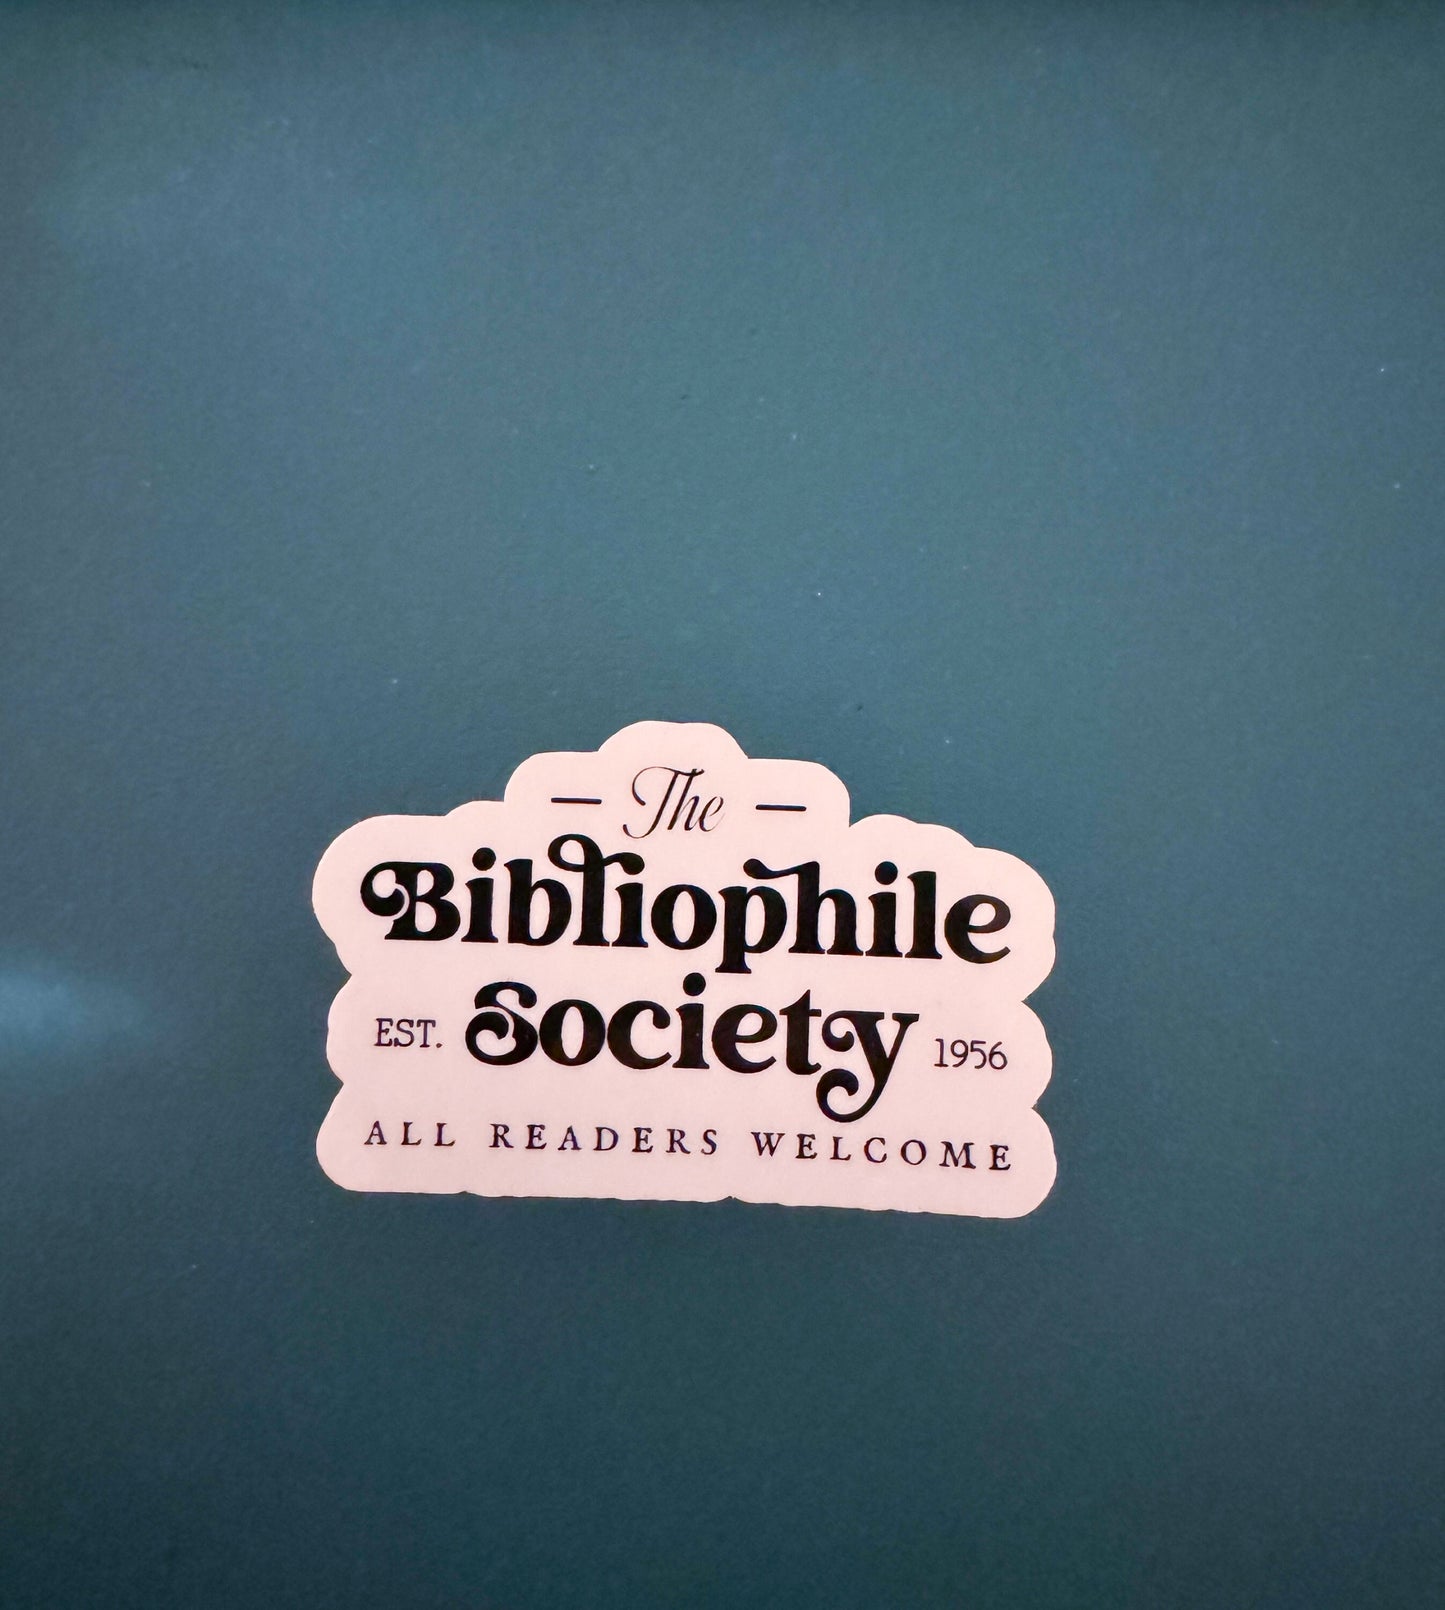 — The —
Bibliophile
EST. Society 1956
ALL READERS WELCOME